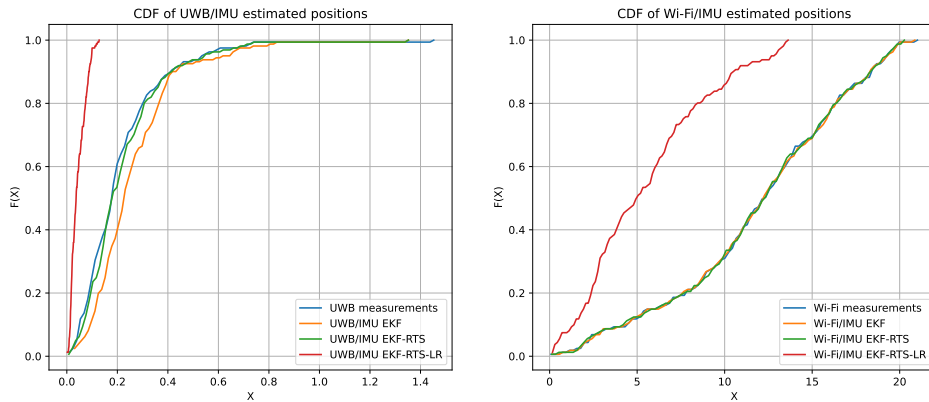 CDF of UWB/IMU estimated positions
1.0
0.8
0.6
0.4
0.2
0.0
F(X)
0.0 0.2 0.4 0.6 0.8 1.0 1.2 1.4
X
UWB measurements
UWB/IMU EKF
UWB/IMU EKF-RTS
UWB/IMU EKF-RTS-LR
CDF of Wi-Fi/IMU estimated positions
1.0
0.8
0.6
0.4
0.2
0.0
F(X)
0 5 10 15 20
X
Wi-Fi measurements
Wi-Fi/IMU EKF
Wi-Fi/IMU EKF-RTS
Wi-Fi/IMU EKF-RTS-LR